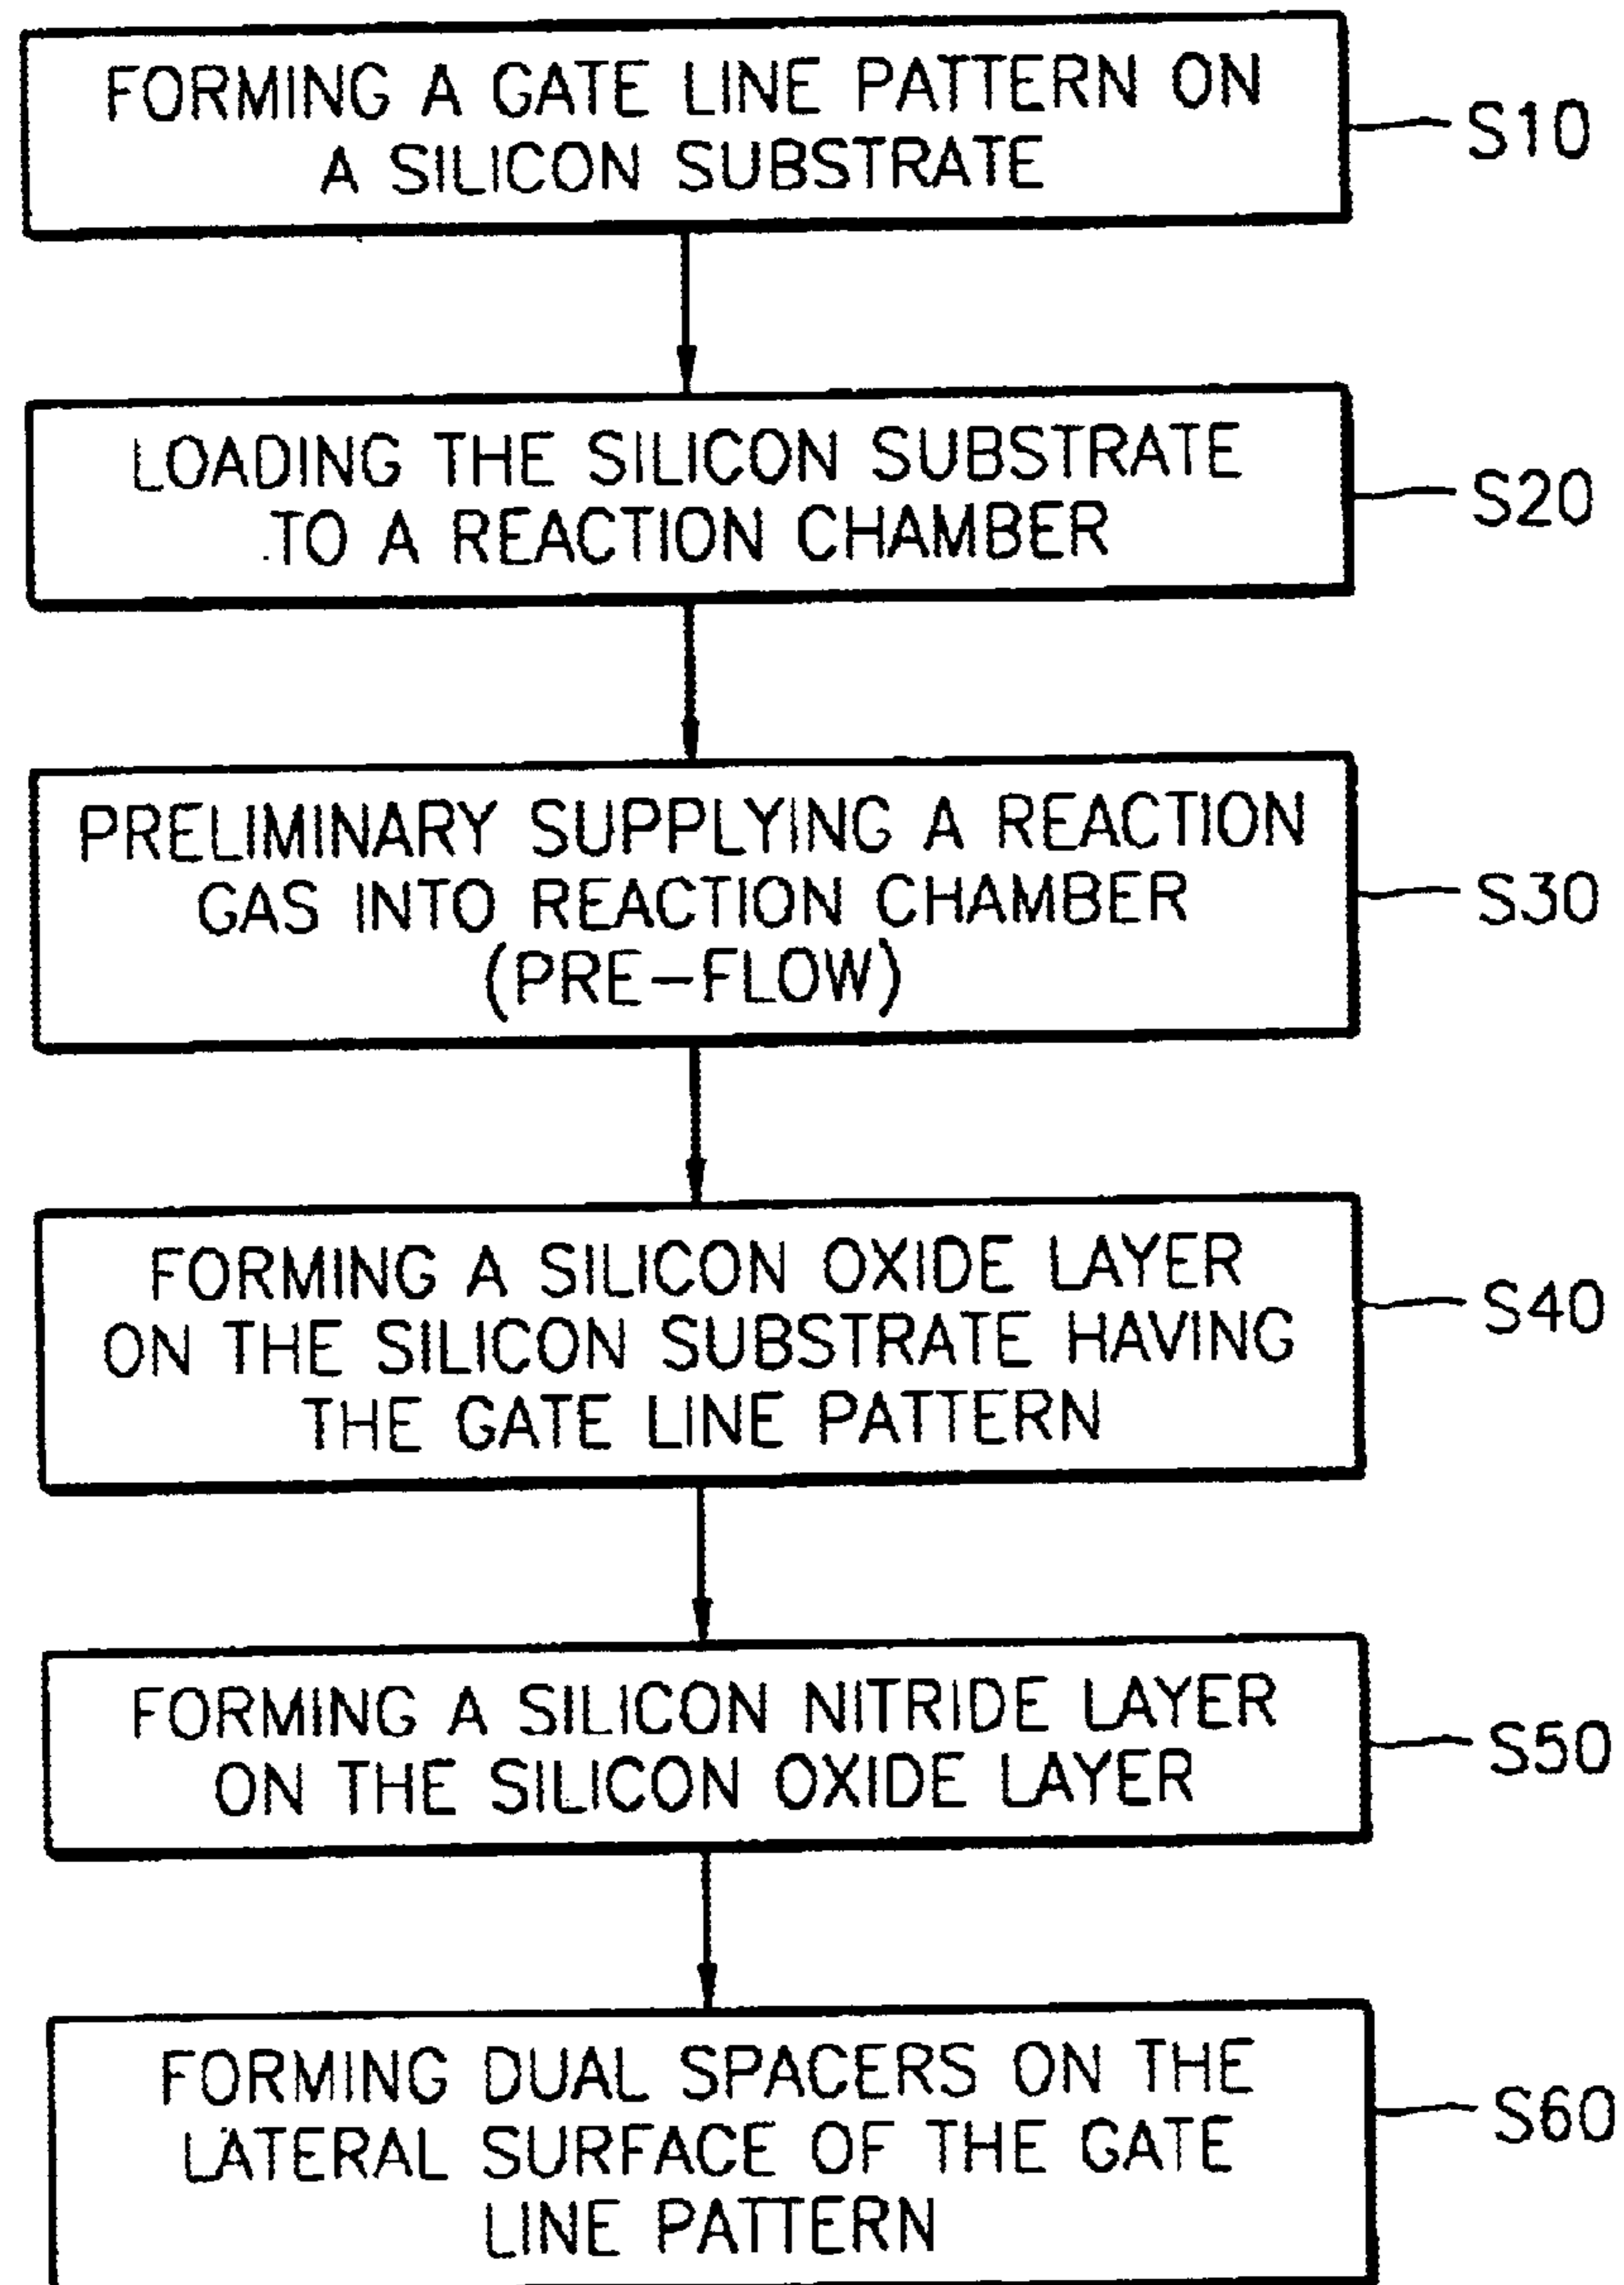 FORMING A GATE LINE PATTERN ON
A SILICON SUBSTRATE
S10
LOADING THE SILICON SUBSTRATE
TO A REACTION CHAMBER
S20
PRELIMINARY SUPPLYING A REACTION
GAS INTO REACTION CHAMBER
(PRE-FLOW)
S30
FORMING A SILICON OXIDE LAYER
ON THE SILICON SUBSTRATE HAVING
THE GATE LINE PATTERN
S40
FORMING A SILICON NITRIDE LAYER
ON THE SILICON OXIDE LAYER
S50
FORMING DUAL SPACERS ON THE
LATERAL SURFACE OF THE GATE
LINE PATTERN
S60